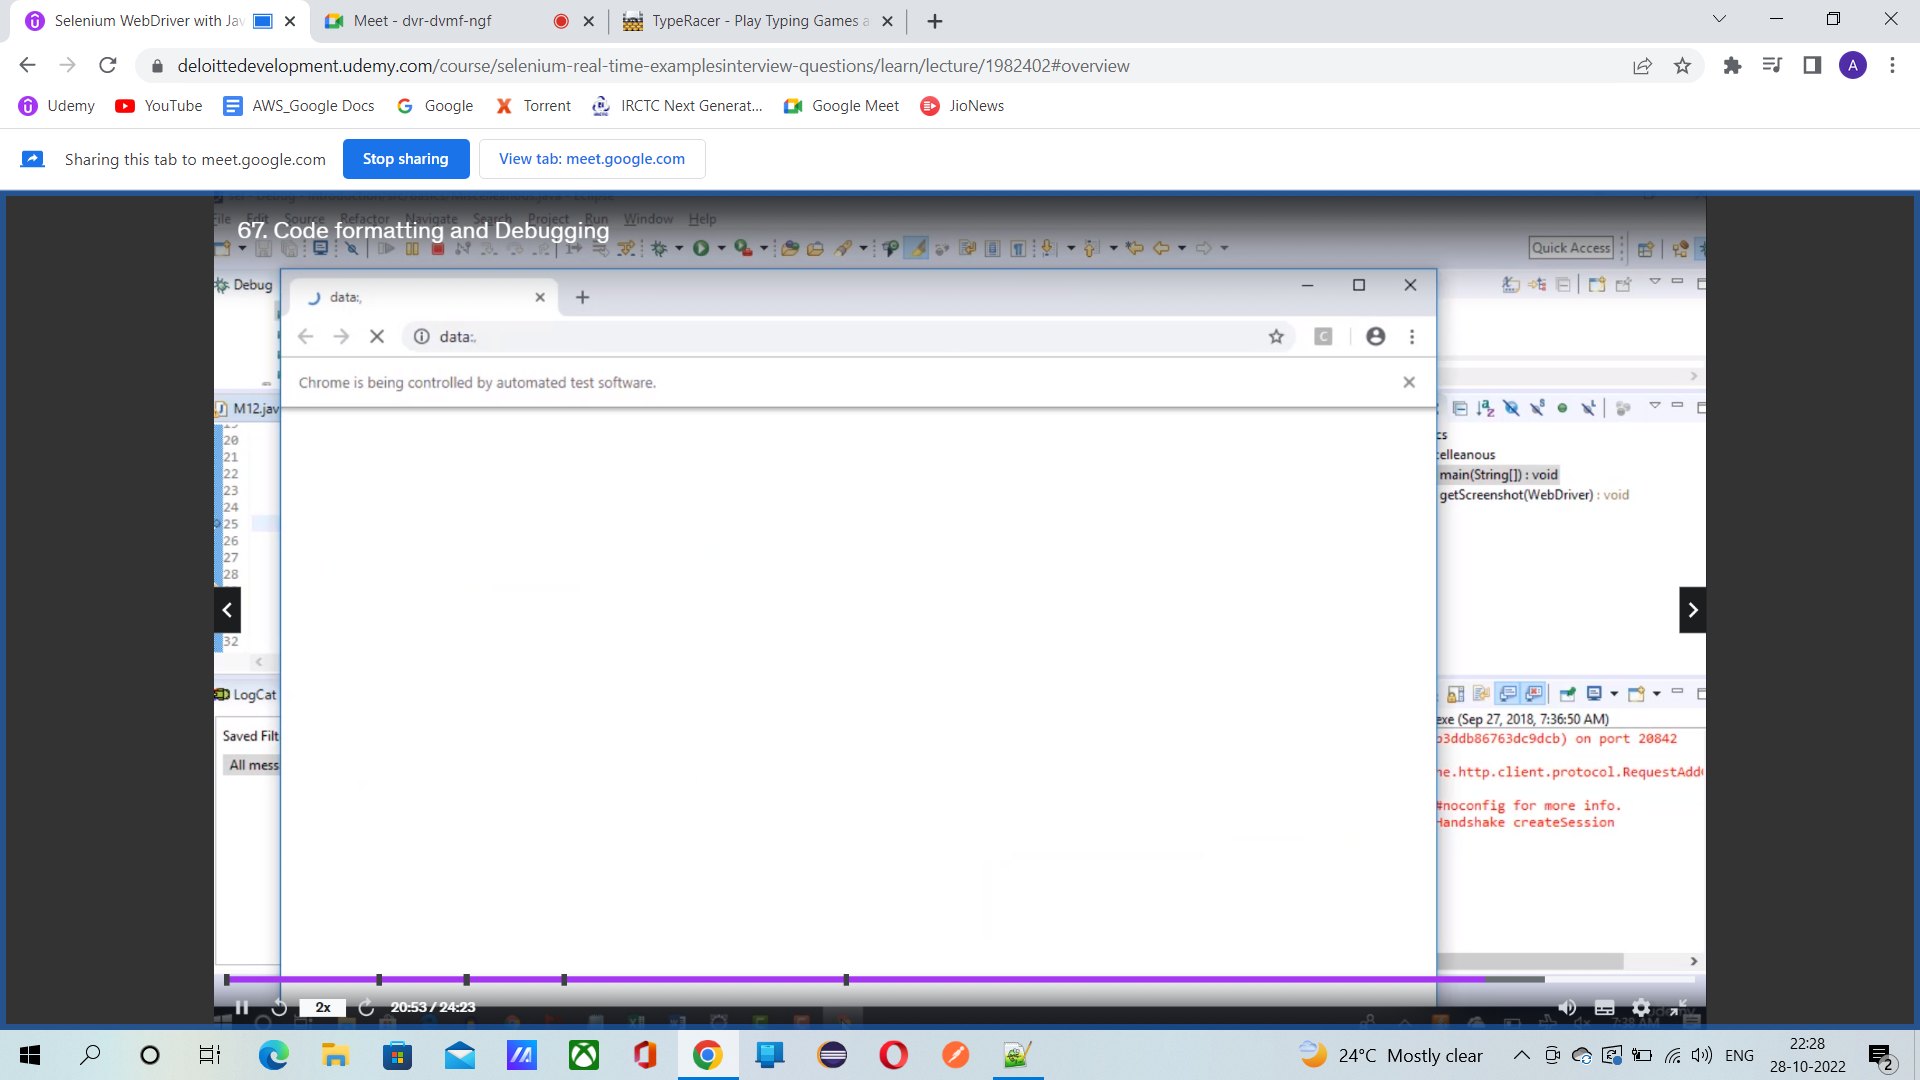 Selenium WebDriver with Jav
Meet - dvr-dvmf-ngf
TypeRacer - Play Typing Games a
deloittedevelopment.udemy.com/course/selenium-real-time-examplesinterview-questions/learn/lecture/1982402#overview
A
Udemy
YouTube
AWS_Google Docs
Google
Torrent
IRCTC Next Generat...
Google Meet
JioNews
Sharing this tab to meet.google.com
Stop sharing
View tab: meet.google.com
File Edit Source Refactor Navigate Search Project Run Window Help
67. Code formatting and Debugging
Quick Access
Debug
data:,
data:,
Chrome is being controlled by automated test software.
M12.jav
20
21
22
23
24
25
26
27
28
32
cs
elleanous
main(String[]) : void
getScreenshot(WebDriver) : void
LogCat
Saved Filt
All mess
exe (Sep 27, 2018, 7:36:50 AM)
b3ddb86763dc9dcb) on port 20842
ne.http.client.protocol.RequestAdd
#noconfig for more info.
Handshake createSession
2x
20:53 / 24:23
24°C Mostly clear
ENG
22:28
28-10-2022
2